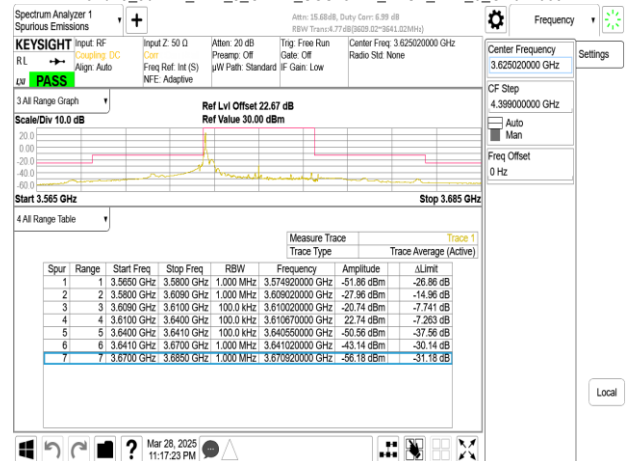 Spectrum Analyzer 1
Spurious Emissions
Attn: 15.68dB, Duty Corr: 6.99 dB
RBW Trans:4.77dB(3609.02~3641.02MHz)
Frequency
KEYSIGHT Input: RF Input Z: 50 Ω Atten: 20 dB Trig: Free Run Center Freq: 3.625020000 GHz
RL Coupling: DC Corr Preamp: Off Gate: Off Radio Std: None
Align: Auto Freq Ref: Int (S) µW Path: Standard IF Gain: Low
LXI PASS NFE: Adaptive
Center Frequency
3.625020000 GHz
Settings
CF Step
4.399000000 GHz
Auto
Man
Freq Offset
0 Hz
3 All Range Graph
Scale/Div 10.0 dB
Ref Lvl Offset 22.67 dB
Ref Value 30.00 dBm
20.0
0.00
-20.0
-40.0
-60.0
Start 3.565 GHz Stop 3.685 GHz
4 All Range Table
Measure Trace Trace 1
Trace Type Trace Average (Active)
Spur Range Start Freq Stop Freq RBW Frequency Amplitude ΔLimit
1 1 3.5650 GHz 3.5800 GHz 1.000 MHz 3.574920000 GHz -51.86 dBm -26.86 dB
2 2 3.5800 GHz 3.6090 GHz 1.000 MHz 3.609020000 GHz -27.96 dBm -14.96 dB
3 3 3.6090 GHz 3.6100 GHz 100.0 kHz 3.610020000 GHz -20.74 dBm -7.741 dB
4 4 3.6100 GHz 3.6400 GHz 100.0 kHz 3.610670000 GHz 22.74 dBm -7.263 dB
5 5 3.6400 GHz 3.6410 GHz 100.0 kHz 3.640550000 GHz -50.56 dBm -37.56 dB
6 6 3.6410 GHz 3.6700 GHz 1.000 MHz 3.641020000 GHz -43.14 dBm -30.14 dB
7 7 3.6700 GHz 3.6850 GHz 1.000 MHz 3.670920000 GHz -56.18 dBm -31.18 dB
Local
Mar 28, 2025
11:17:23 PM